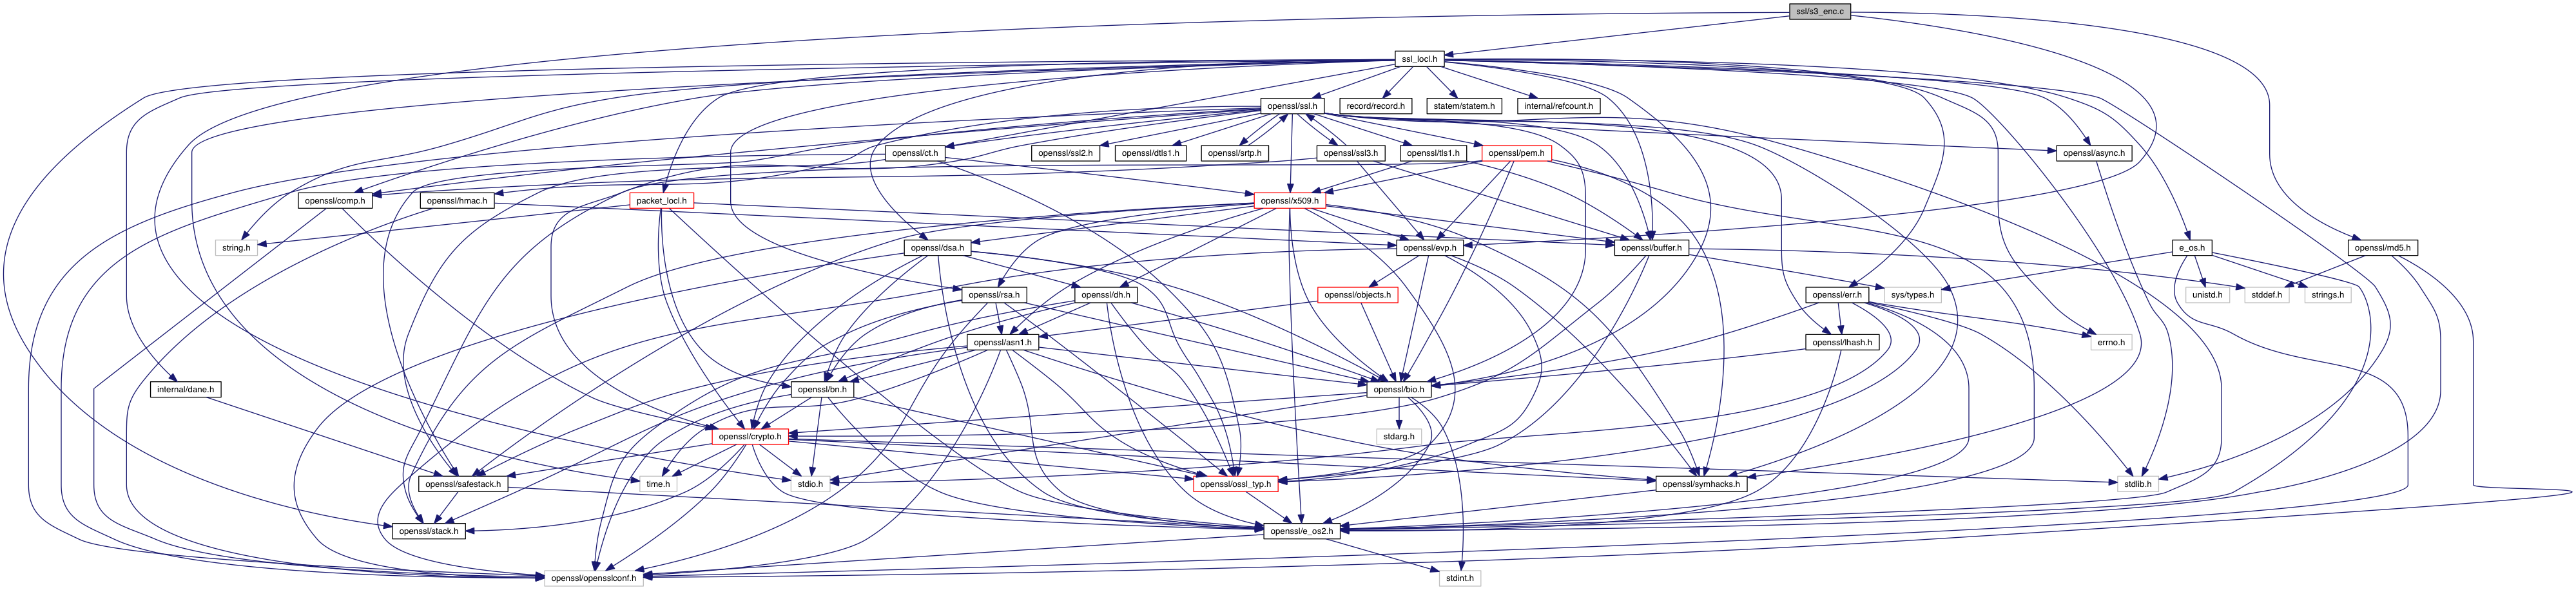 ssl/s3_enc.c
ssl_locl.h
openssl/ssl.h
record/record.h
statem/statem.h
internal/refcount.h
openssl/ct.h
openssl/ssl2.h
openssl/dtls1.h
openssl/srtp.h
openssl/ssl3.h
openssl/tls1.h
openssl/pem.h
openssl/async.h
openssl/comp.h
openssl/hmac.h
packet_locl.h
openssl/x509.h
string.h
openssl/dsa.h
openssl/evp.h
openssl/buffer.h
e_os.h
openssl/md5.h
openssl/rsa.h
openssl/dh.h
openssl/objects.h
openssl/err.h
sys/types.h
unistd.h
stddef.h
strings.h
openssl/asn1.h
openssl/lhash.h
errno.h
internal/dane.h
openssl/bn.h
openssl/bio.h
openssl/crypto.h
stdarg.h
openssl/safestack.h
time.h
stdio.h
openssl/ossl_typ.h
openssl/symhacks.h
stdlib.h
openssl/stack.h
openssl/e_os2.h
openssl/opensslconf.h
stdint.h